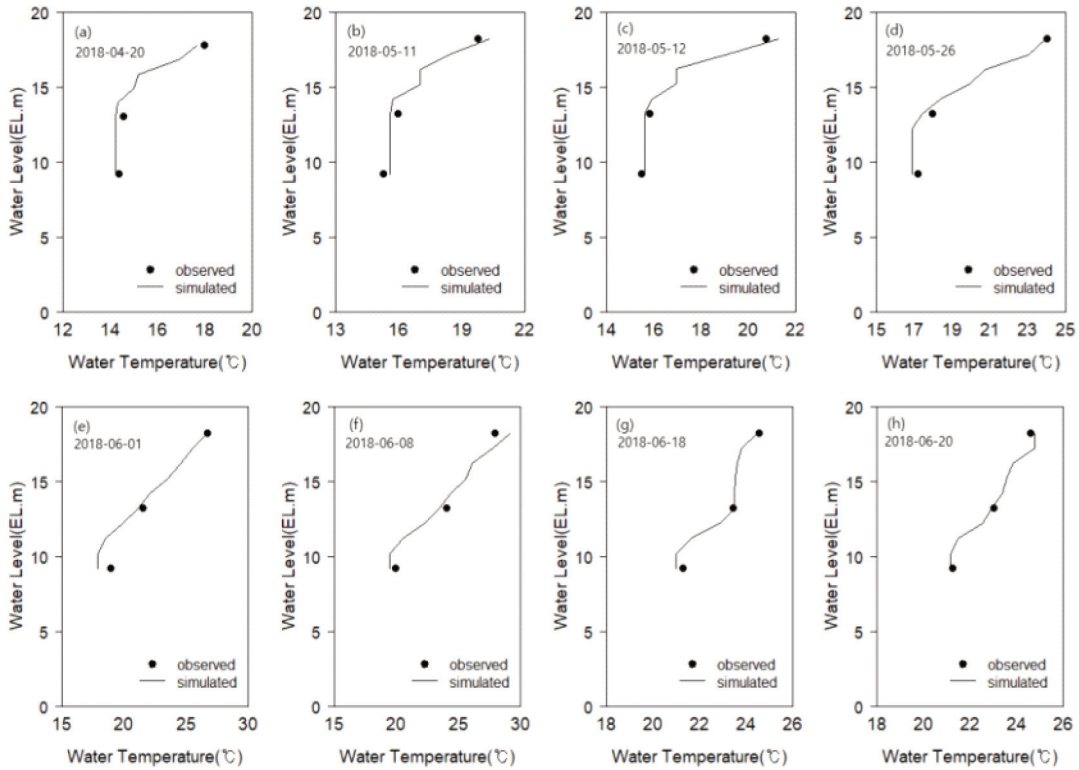 (a)
2018-04-20
20
15
10
5
0
Water Level(EL.m)
observed
simulated
12 14 16 18 20
Water Temperature(℃)
(b)
2018-05-11
20
15
10
5
0
Water Level(EL.m)
observed
simulated
13 16 19 22
Water Temperature(℃)
(c)
2018-05-12
20
15
10
5
0
Water Level(EL.m)
observed
simulated
14 16 18 20 22
Water Temperature(℃)
(d)
2018-05-26
20
15
10
5
0
Water Level(EL.m)
observed
simulated
15 17 19 21 23 25
Water Temperature(℃)
(e)
2018-06-01
20
15
10
5
0
Water Level(EL.m)
observed
simulated
15 20 25 30
Water Temperature(℃)
(f)
2018-06-08
20
15
10
5
0
Water Level(EL.m)
observed
simulated
15 20 25 30
Water Temperature(℃)
(g)
2018-06-18
20
15
10
5
0
Water Level(EL.m)
observed
simulated
18 20 22 24 26
Water Temperature(℃)
(h)
2018-06-20
20
15
10
5
0
Water Level(EL.m)
observed
simulated
18 20 22 24 26
Water Temperature(℃)